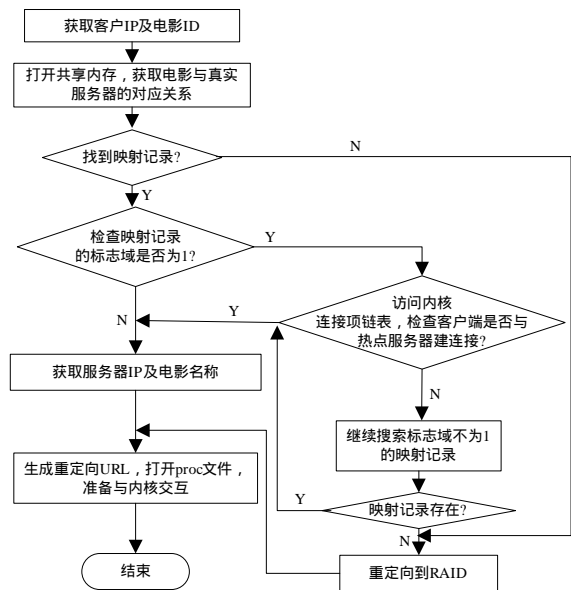 获取客户IP及电影ID
打开共享内存，获取电影与真实
服务器的对应关系
找到映射记录?
N
Y
检查映射记录
的标志域是否为1?
Y
访问内核
连接项链表，检查客户端是否与
热点服务器建连接?
Y
N
获取服务器IP及电影名称
N
继续搜索标志域不为1
的映射记录
生成重定向URL，打开proc文件，
准备与内核交互
Y
映射记录存在?
N
结束
重定向到RAID